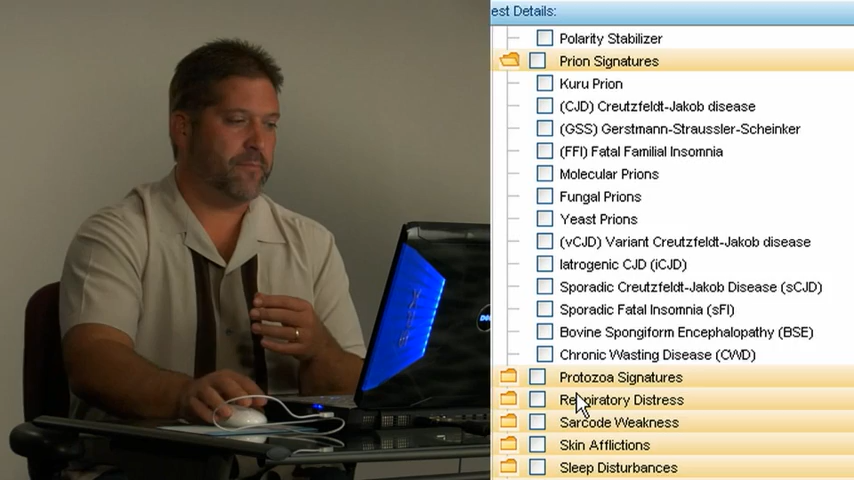 est Details:
Polarity Stabilizer
Prion Signatures
Kuru Prion
(CJD) Creutzfeldt-Jakob disease
(GSS) Gerstmann-Straussler-Scheinker
(FFI) Fatal Familial Insomnia
Molecular Prions
Fungal Prions
Yeast Prions
(vCJD) Variant Creutzfeldt-Jakob disease
Iatrogenic CJD (iCJD)
Sporadic Creutzfeldt-Jakob Disease (sCJD)
Sporadic Fatal Insomnia (sFI)
Bovine Spongiform Encephalopathy (BSE)
Chronic Wasting Disease (CWD)
Protozoa Signatures
Respiratory Distress
Sarcode Weakness
Skin Afflictions
Sleep Disturbances